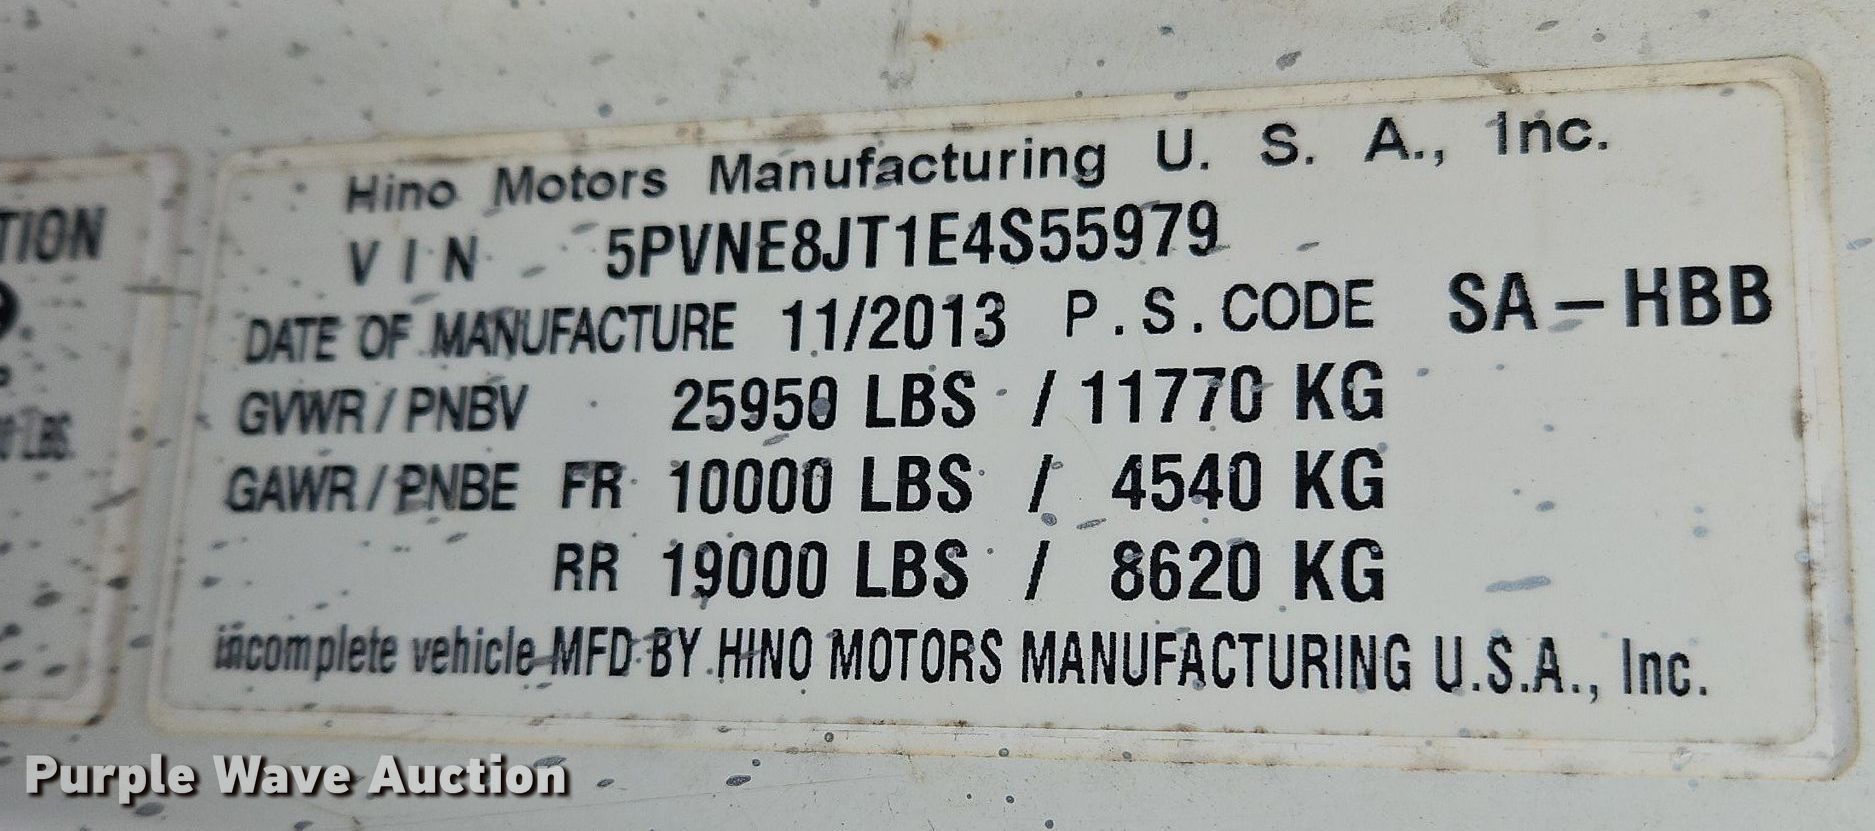 Hino Motors Manufacturing U. S. A., Inc.
VIN 5PVNE8JT1E4S55979
DATE OF MANUFACTURE 11/2013 P.S.CODE SA-HBB
GVWR/PNBV 25950 LBS / 11770 KG
GAWR/PNBE FR 10000 LBS / 4540 KG
RR 19000 LBS / 8620 KG
incomplete vehicle MFD BY HINO MOTORS MANUFACTURING U.S.A., Inc.
TION
LBS.
Purple Wave Auction